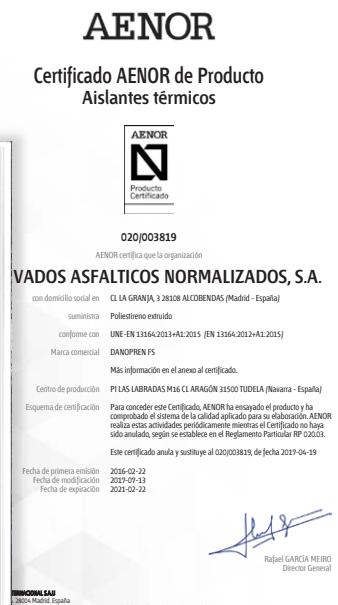 AENOR
Certificado AENOR de Producto
Aislantes térmicos
AENOR
N
Producto
Certificado
020/003819
AENOR certifica que la organización
VADOS ASFALTICOS NORMALIZADOS, S.A.
con domicilio social en CL LA GRANJA, 3 28108 ALCOBENDAS (Madrid - España)
suministra Poliestireno extruido
conforme con UNE-EN 13164:2013+A1:2015 (EN 13164:2012+A1:2015)
Marca comercial DANOPREN FS
Más información en el anexo al certificado.
Centro de producción PI LAS LABRADAS M16 CL ARAGÓN 31500 TUDELA (Navarra - España)
Esquema de certificación Para conceder este Certificado, AENOR ha ensayado el producto y ha
comprobado el sistema de la calidad aplicado para su elaboración. AENOR
realiza estas actividades periódicamente mientras el Certificado no haya
sido anulado, según se establece en el Reglamento Particular RP 020.03.
Este certificado anula y sustituye al 020/003819, de fecha 2017-04-19
Fecha de primera emisión 2016-02-22
Fecha de modificación 2017-07-13
Fecha de expiración 2021-02-22
Rafael GARCÍA MEIRO
Director General
INTERNACIONAL S.A.U
, 28004 Madrid. España